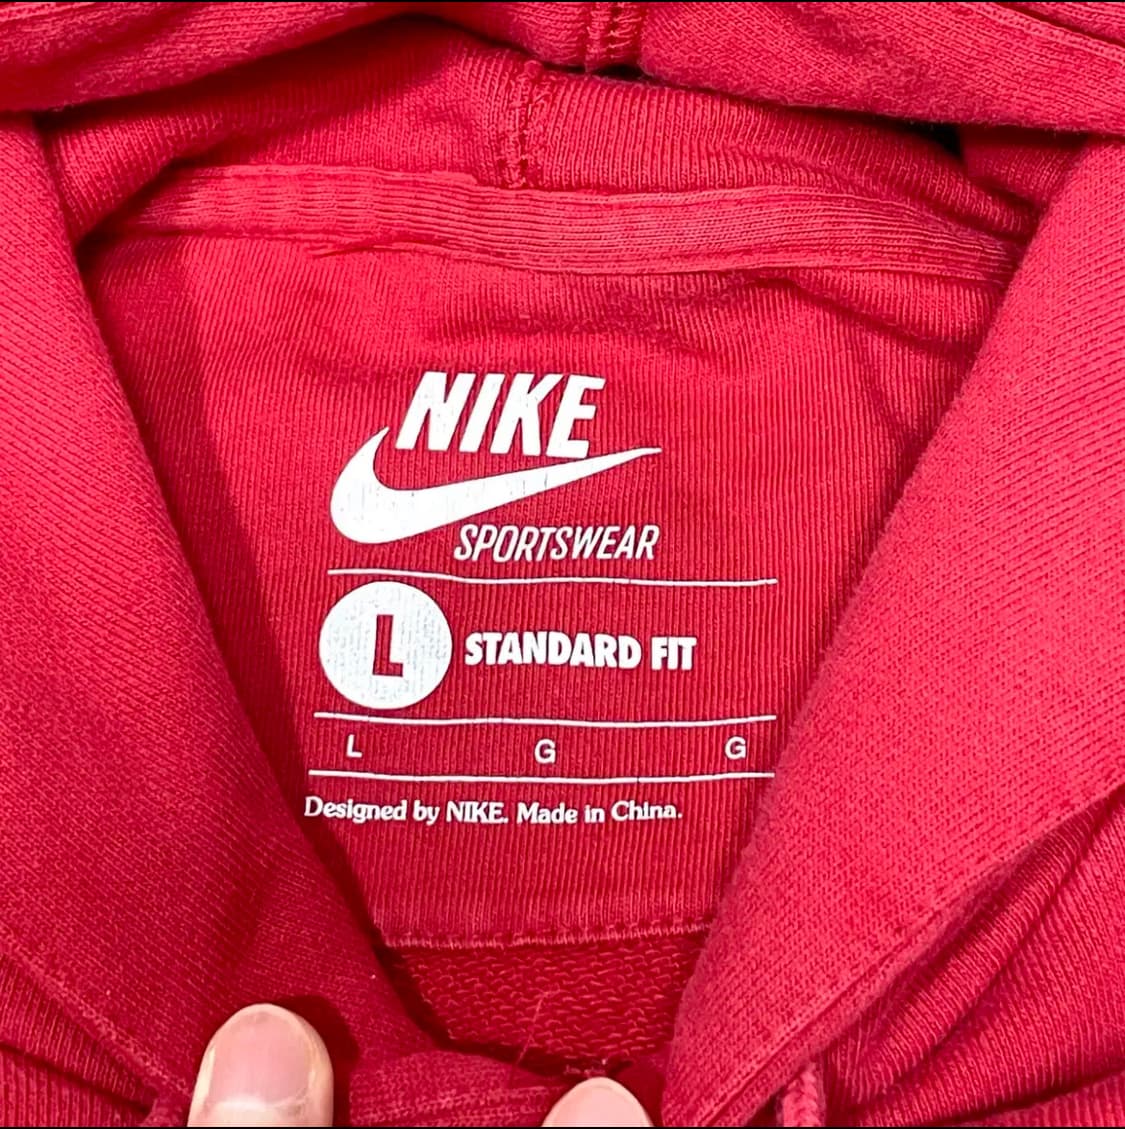 NIKE
SPORTSWEAR
L STANDARD FIT
L G G
Designed by NIKE. Made in China.